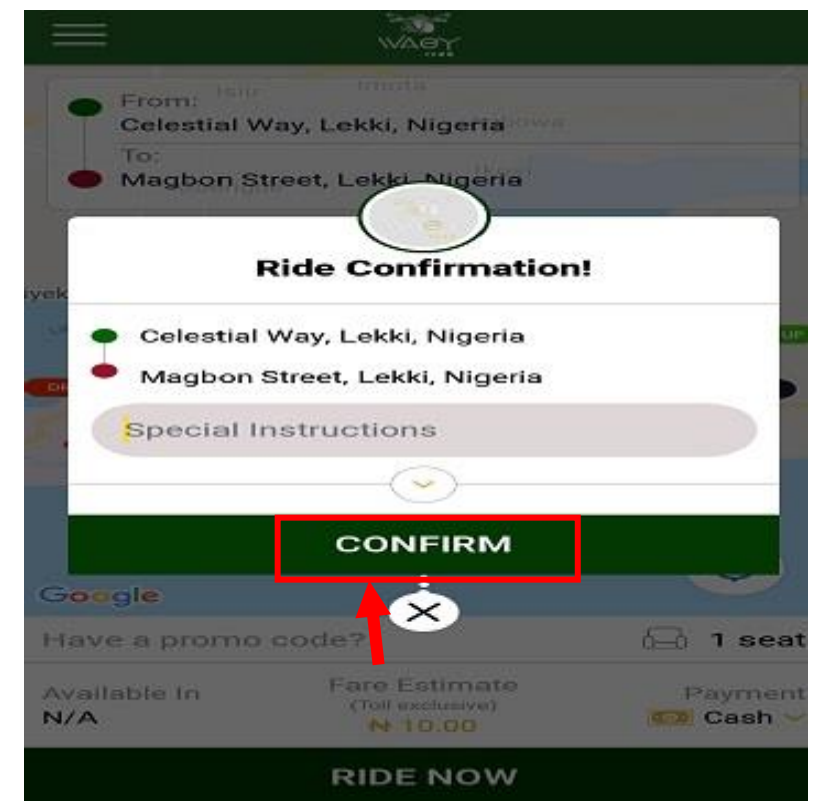 WAGY
From:
Celestial Way, Lekki, Nigeria
To:
Magbon Street, Lekki, Nigeria
Ride Confirmation!
Celestial Way, Lekki, Nigeria
UP
Magbon Street, Lekki, Nigeria
Special Instructions
CONFIRM
Google
Have a promo code?
1 seat
Available In
Fare Estimate
Payment
(Toll exclusive)
N/A
₦ 10.00
Cash
RIDE NOW